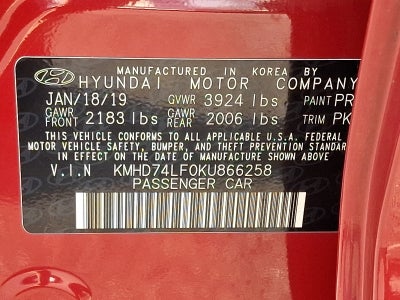 MANUFACTURED IN KOREA BY
HYUNDAI MOTOR COMPANY
JAN/18/19 GVWR 3924 lbs PAINT PR
GAWR FRONT 2183 lbs GAWR REAR 2006 lbs TRIM PK
THIS VEHICLE CONFORMS TO ALL APPLICABLE U.S.A. FEDERAL
MOTOR VEHICLE SAFETY, BUMPER, AND THEFT PREVENTION STANDAR
IN EFFECT ON THE DATE OF MANUFACTURE SHOWN ABOVE.
V.I.N KMHD74LF0KU866258
PASSENGER CAR